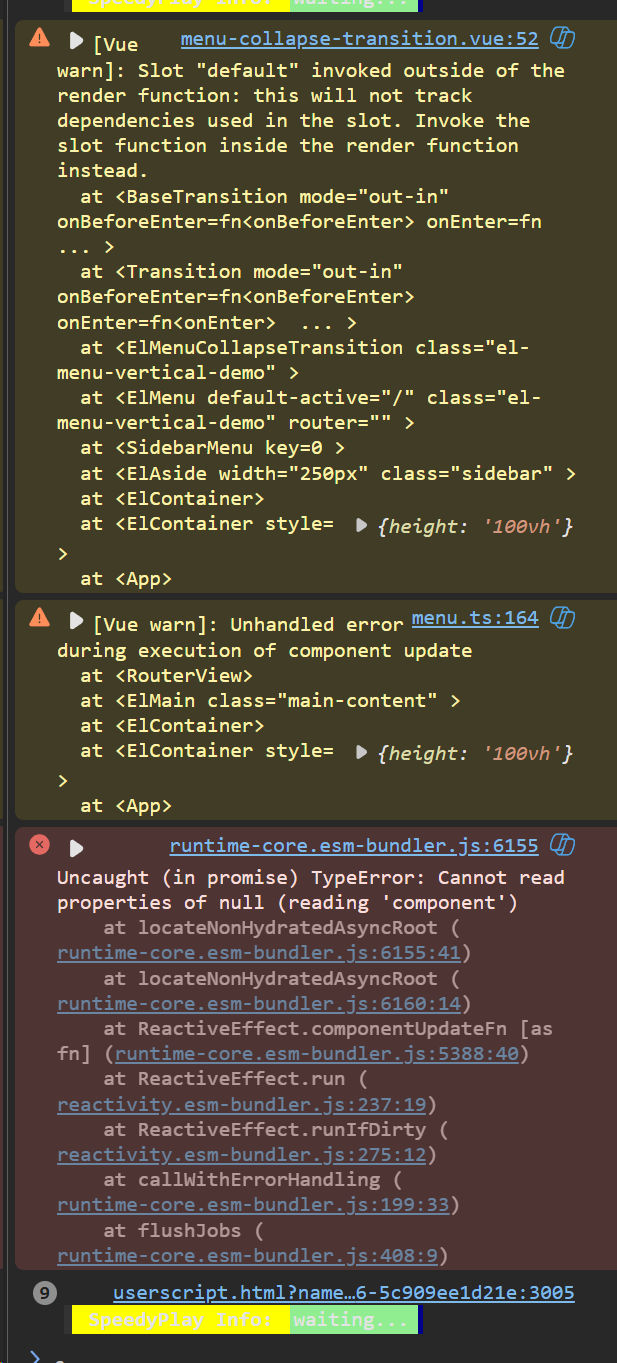 SpeedyPlay Info: waiting...
[Vue menu-collapse-transition.vue:52
warn]: Slot "default" invoked outside of the
render function: this will not track
dependencies used in the slot. Invoke the
slot function inside the render function
instead.
at <BaseTransition mode="out-in"
onBeforeEnter=fn<onBeforeEnter> onEnter=fn
... >
at <Transition mode="out-in"
onBeforeEnter=fn<onBeforeEnter>
onEnter=fn<onEnter> ... >
at <ElMenuCollapseTransition class="el-
menu-vertical-demo" >
at <ElMenu default-active="/" class="el-
menu-vertical-demo" router="" >
at <SidebarMenu key=0 >
at <ElAside width="250px" class="sidebar" >
at <ElContainer>
at <ElContainer style= {height: '100vh'}
>
at <App>
[Vue warn]: Unhandled error menu.ts:164
during execution of component update
at <RouterView>
at <ElMain class="main-content" >
at <ElContainer>
at <ElContainer style= {height: '100vh'}
>
at <App>
runtime-core.esm-bundler.js:6155
Uncaught (in promise) TypeError: Cannot read
properties of null (reading 'component')
at locateNonHydratedAsyncRoot (
runtime-core.esm-bundler.js:6155:41)
at locateNonHydratedAsyncRoot (
runtime-core.esm-bundler.js:6160:14)
at ReactiveEffect.componentUpdateFn [as
fn] (runtime-core.esm-bundler.js:5388:40)
at ReactiveEffect.run (
reactivity.esm-bundler.js:237:19)
at ReactiveEffect.runIfDirty (
reactivity.esm-bundler.js:275:12)
at callWithErrorHandling (
runtime-core.esm-bundler.js:199:33)
at flushJobs (
runtime-core.esm-bundler.js:408:9)
9 userscript.html?name…6-5c909ee1d21e:3005
SpeedyPlay Info: waiting...